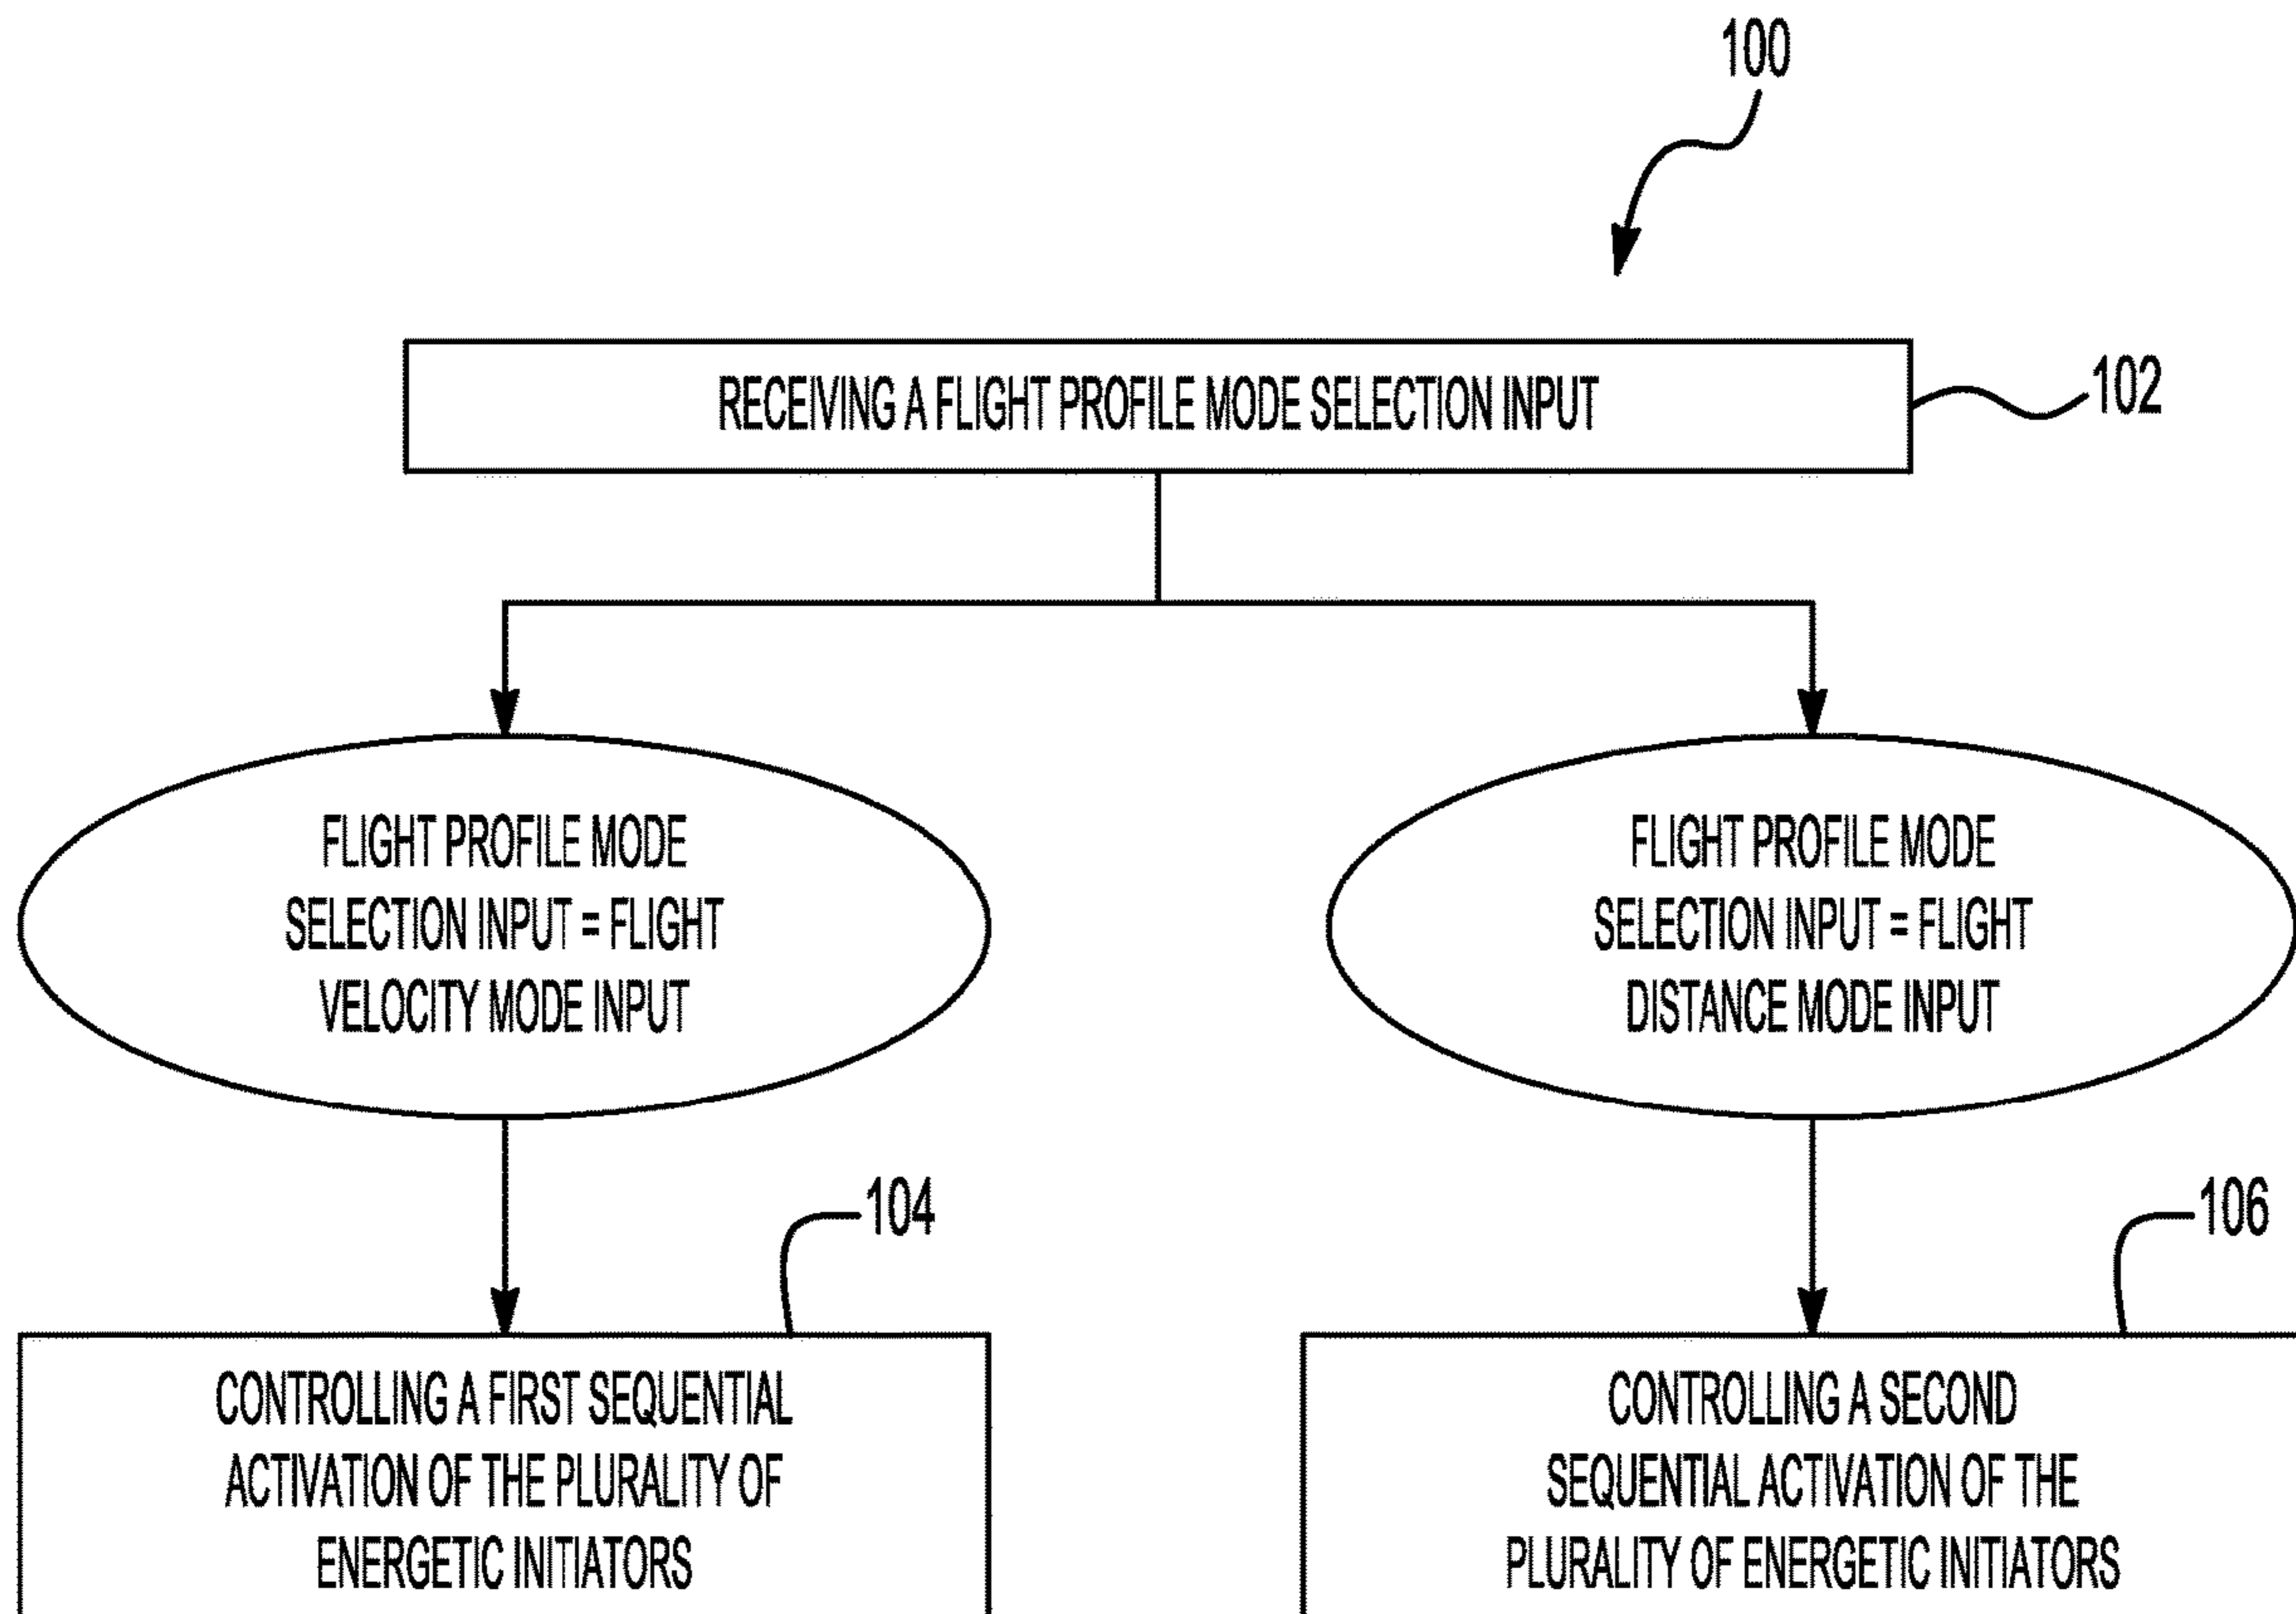 100
RECEIVING A FLIGHT PROFILE MODE SELECTION INPUT
102
FLIGHT PROFILE MODE
SELECTION INPUT = FLIGHT
VELOCITY MODE INPUT
FLIGHT PROFILE MODE
SELECTION INPUT = FLIGHT
DISTANCE MODE INPUT
104
106
CONTROLLING A FIRST SEQUENTIAL
ACTIVATION OF THE PLURALITY OF
ENERGETIC INITIATORS
CONTROLLING A SECOND
SEQUENTIAL ACTIVATION OF THE
PLURALITY OF ENERGETIC INITIATORS